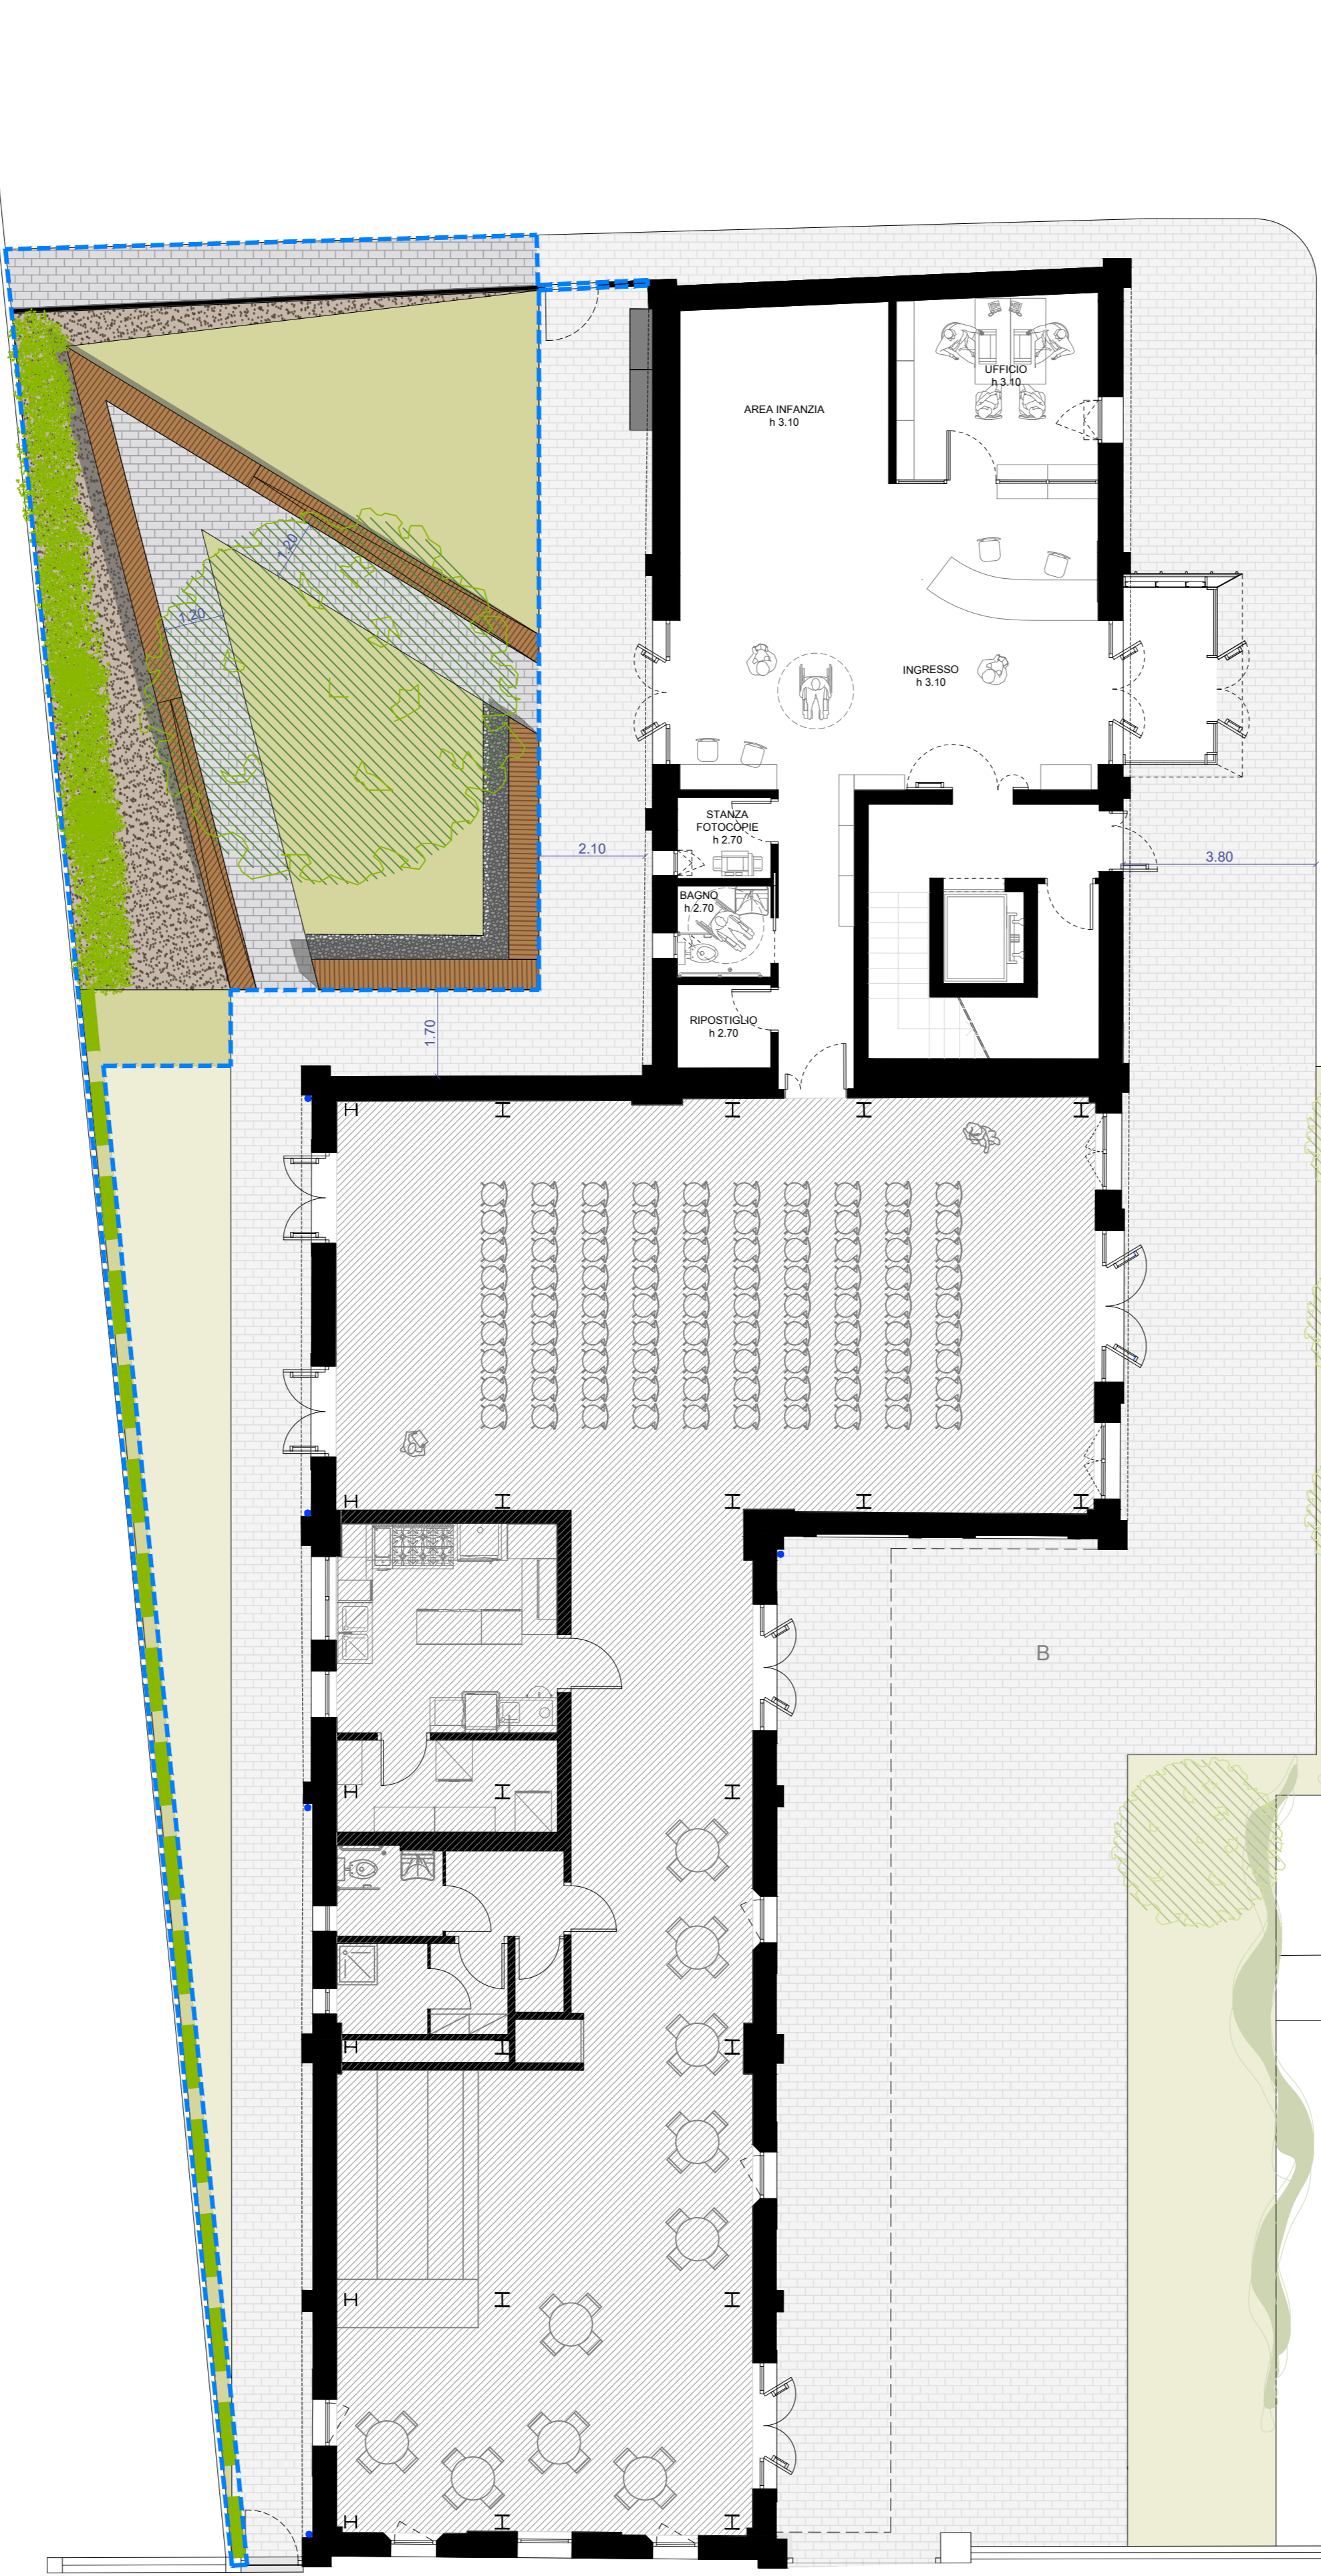 UFFICIO
h 3.10
AREA INFANZIA
h 3.10
1.20
1.20
INGRESSO
h 3.10
STANZA
FOTOCOPIE
h 2.70
2.10
3.80
BAGNO
h 2.70
RIPOSTIGLIO
h 2.70
1.70
B